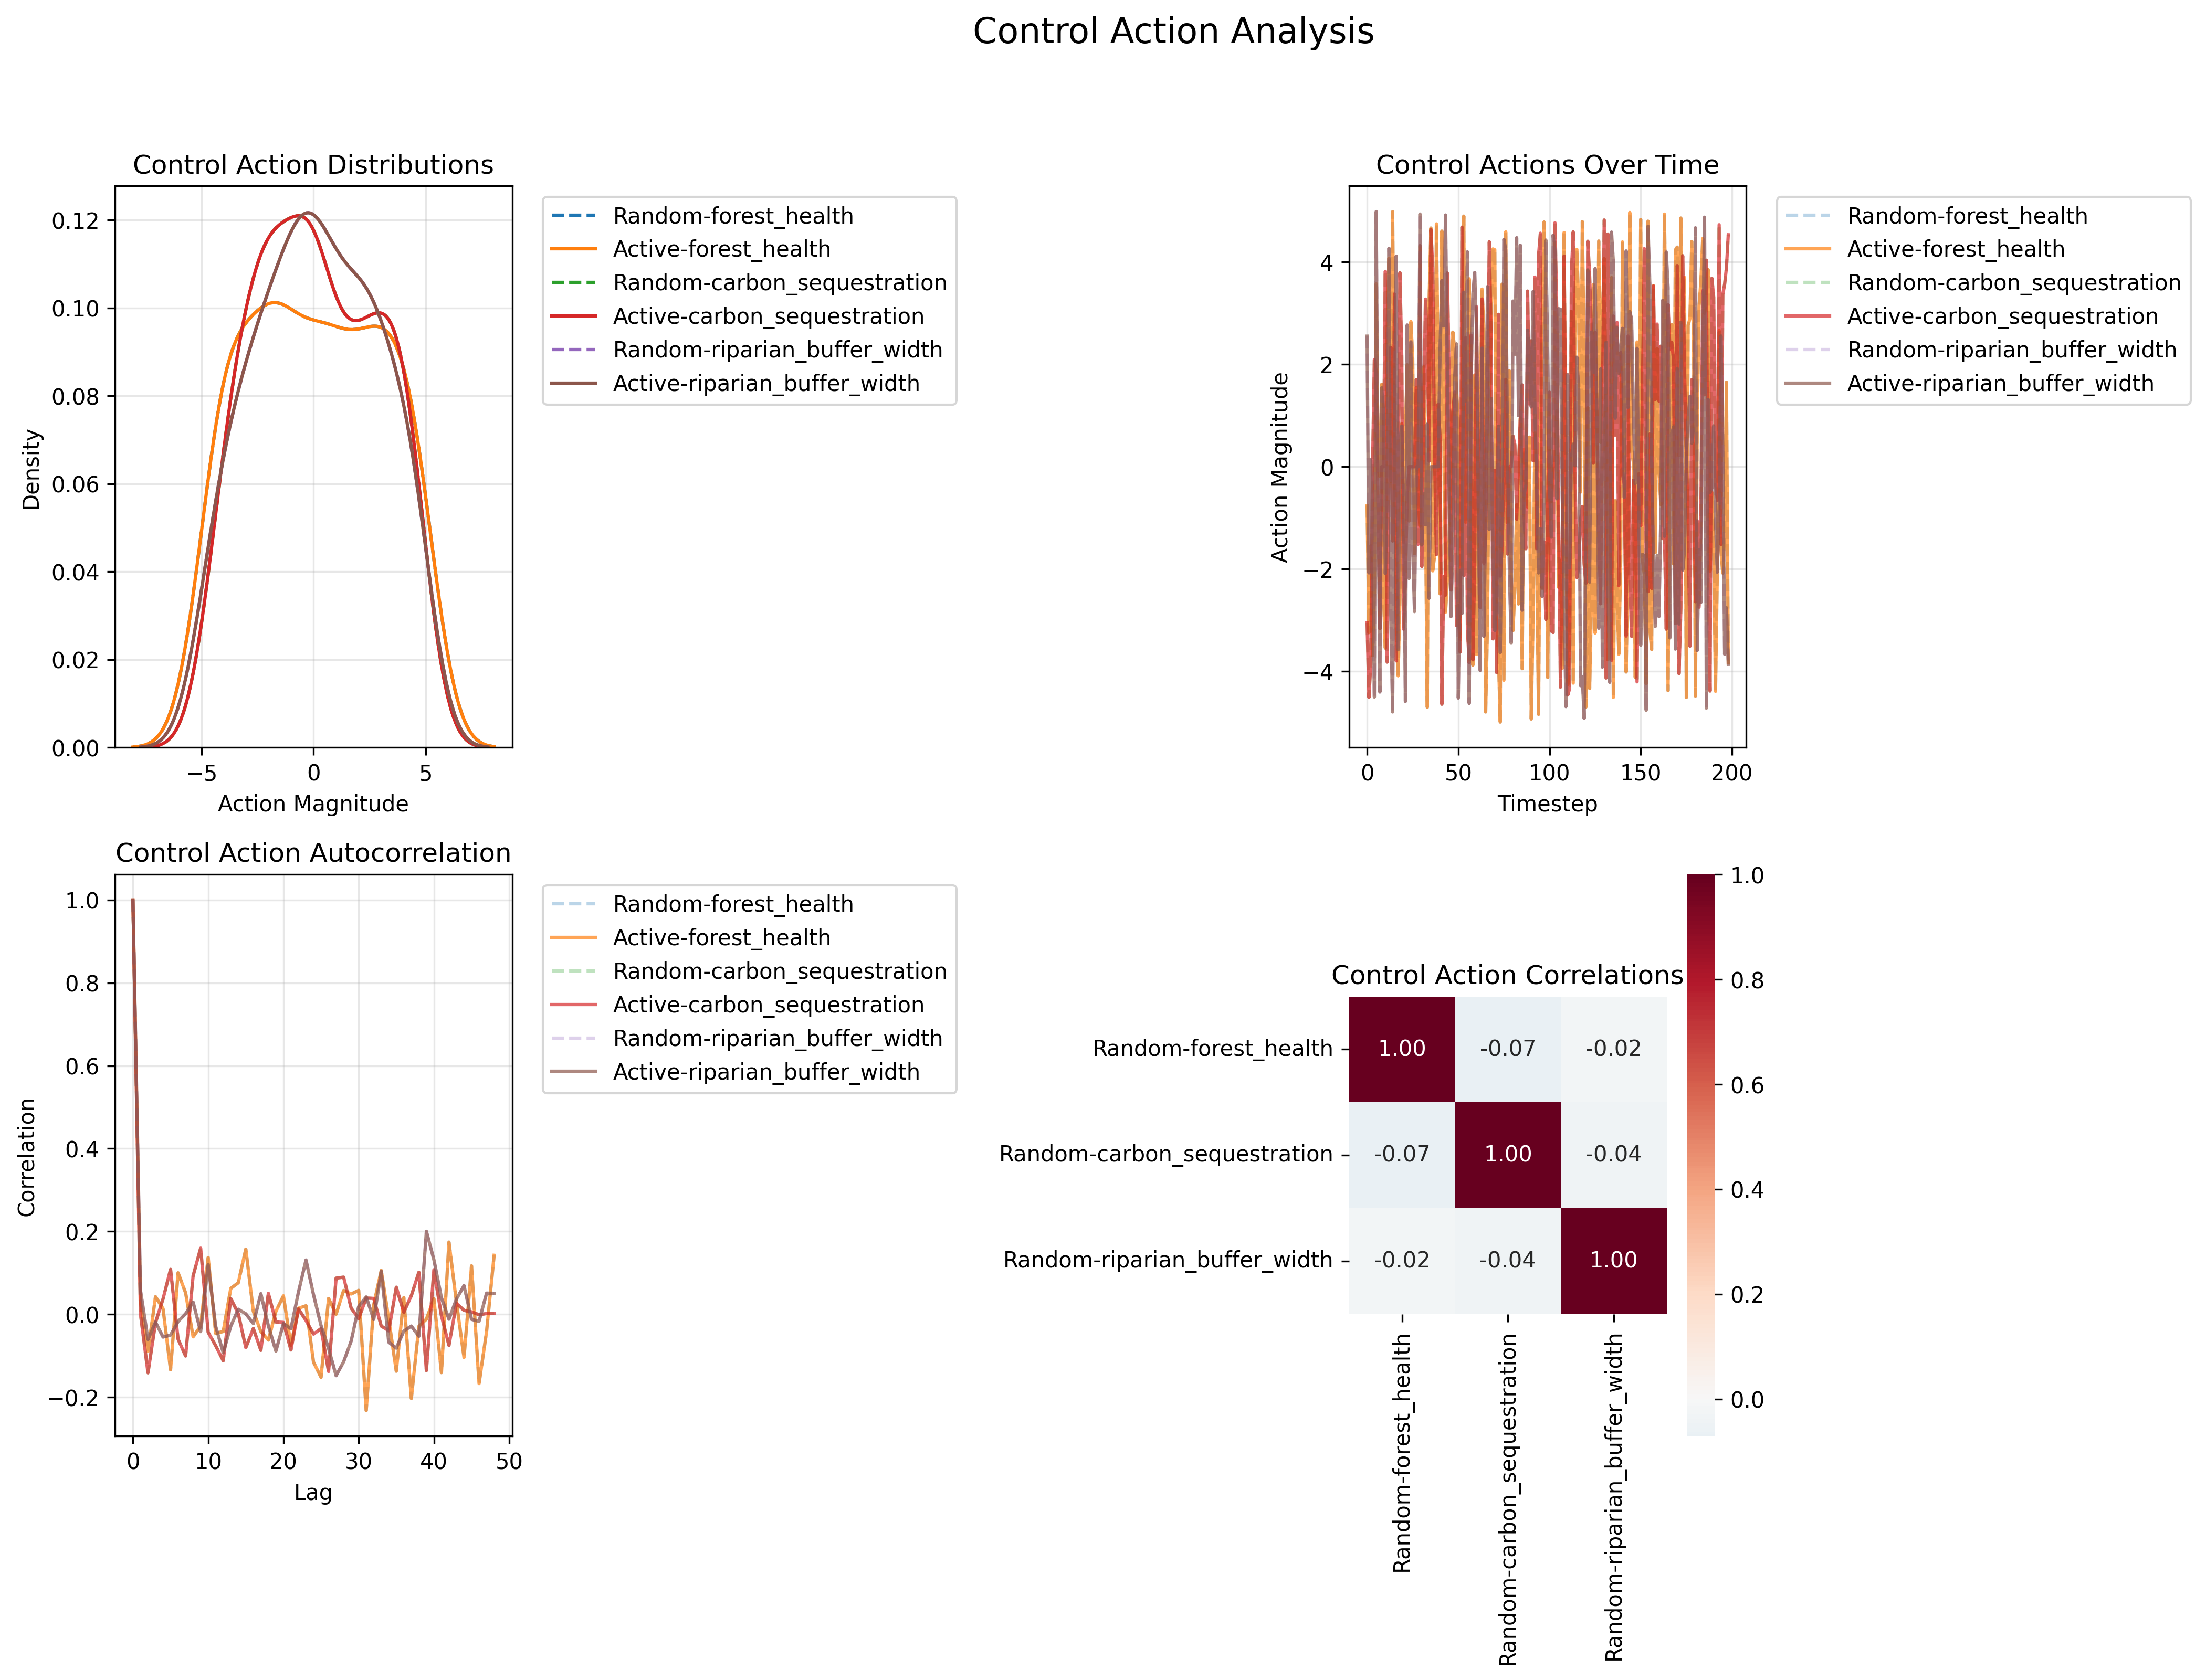 Control Action Analysis
Control Action Distributions
Density
0.12
0.10
0.08
0.06
0.04
0.02
0.00
−5 0 5
Action Magnitude
Random-forest_health
Active-forest_health
Random-carbon_sequestration
Active-carbon_sequestration
Random-riparian_buffer_width
Active-riparian_buffer_width
Control Actions Over Time
Action Magnitude
4
2
0
−2
−4
0 50 100 150 200
Timestep
Random-forest_health
Active-forest_health
Random-carbon_sequestration
Active-carbon_sequestration
Random-riparian_buffer_width
Active-riparian_buffer_width
Control Action Autocorrelation
Correlation
1.0
0.8
0.6
0.4
0.2
0.0
−0.2
0 10 20 30 40 50
Lag
Random-forest_health
Active-forest_health
Random-carbon_sequestration
Active-carbon_sequestration
Random-riparian_buffer_width
Active-riparian_buffer_width
Control Action Correlations
Random-forest_health 1.00 -0.07 -0.02
Random-carbon_sequestration -0.07 1.00 -0.04
Random-riparian_buffer_width -0.02 -0.04 1.00
Random-forest_health
Random-carbon_sequestration
Random-riparian_buffer_width
1.0
0.8
0.6
0.4
0.2
0.0